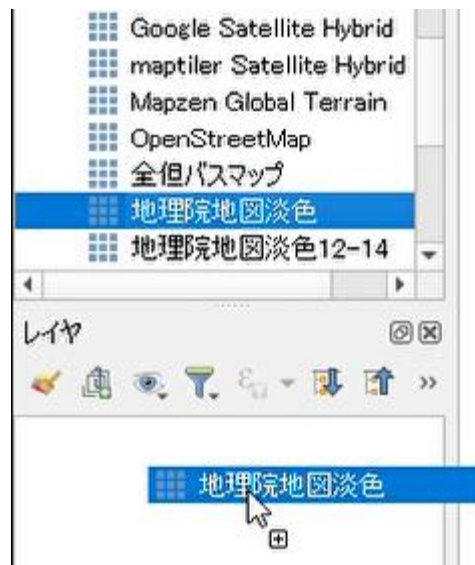 Google Satellite Hybrid
maptiler Satellite Hybrid
Mapzen Global Terrain
OpenStreetMap
全但バスマップ
地理院地図淡色
地理院地図淡色12-14
レイヤ
地理院地図淡色